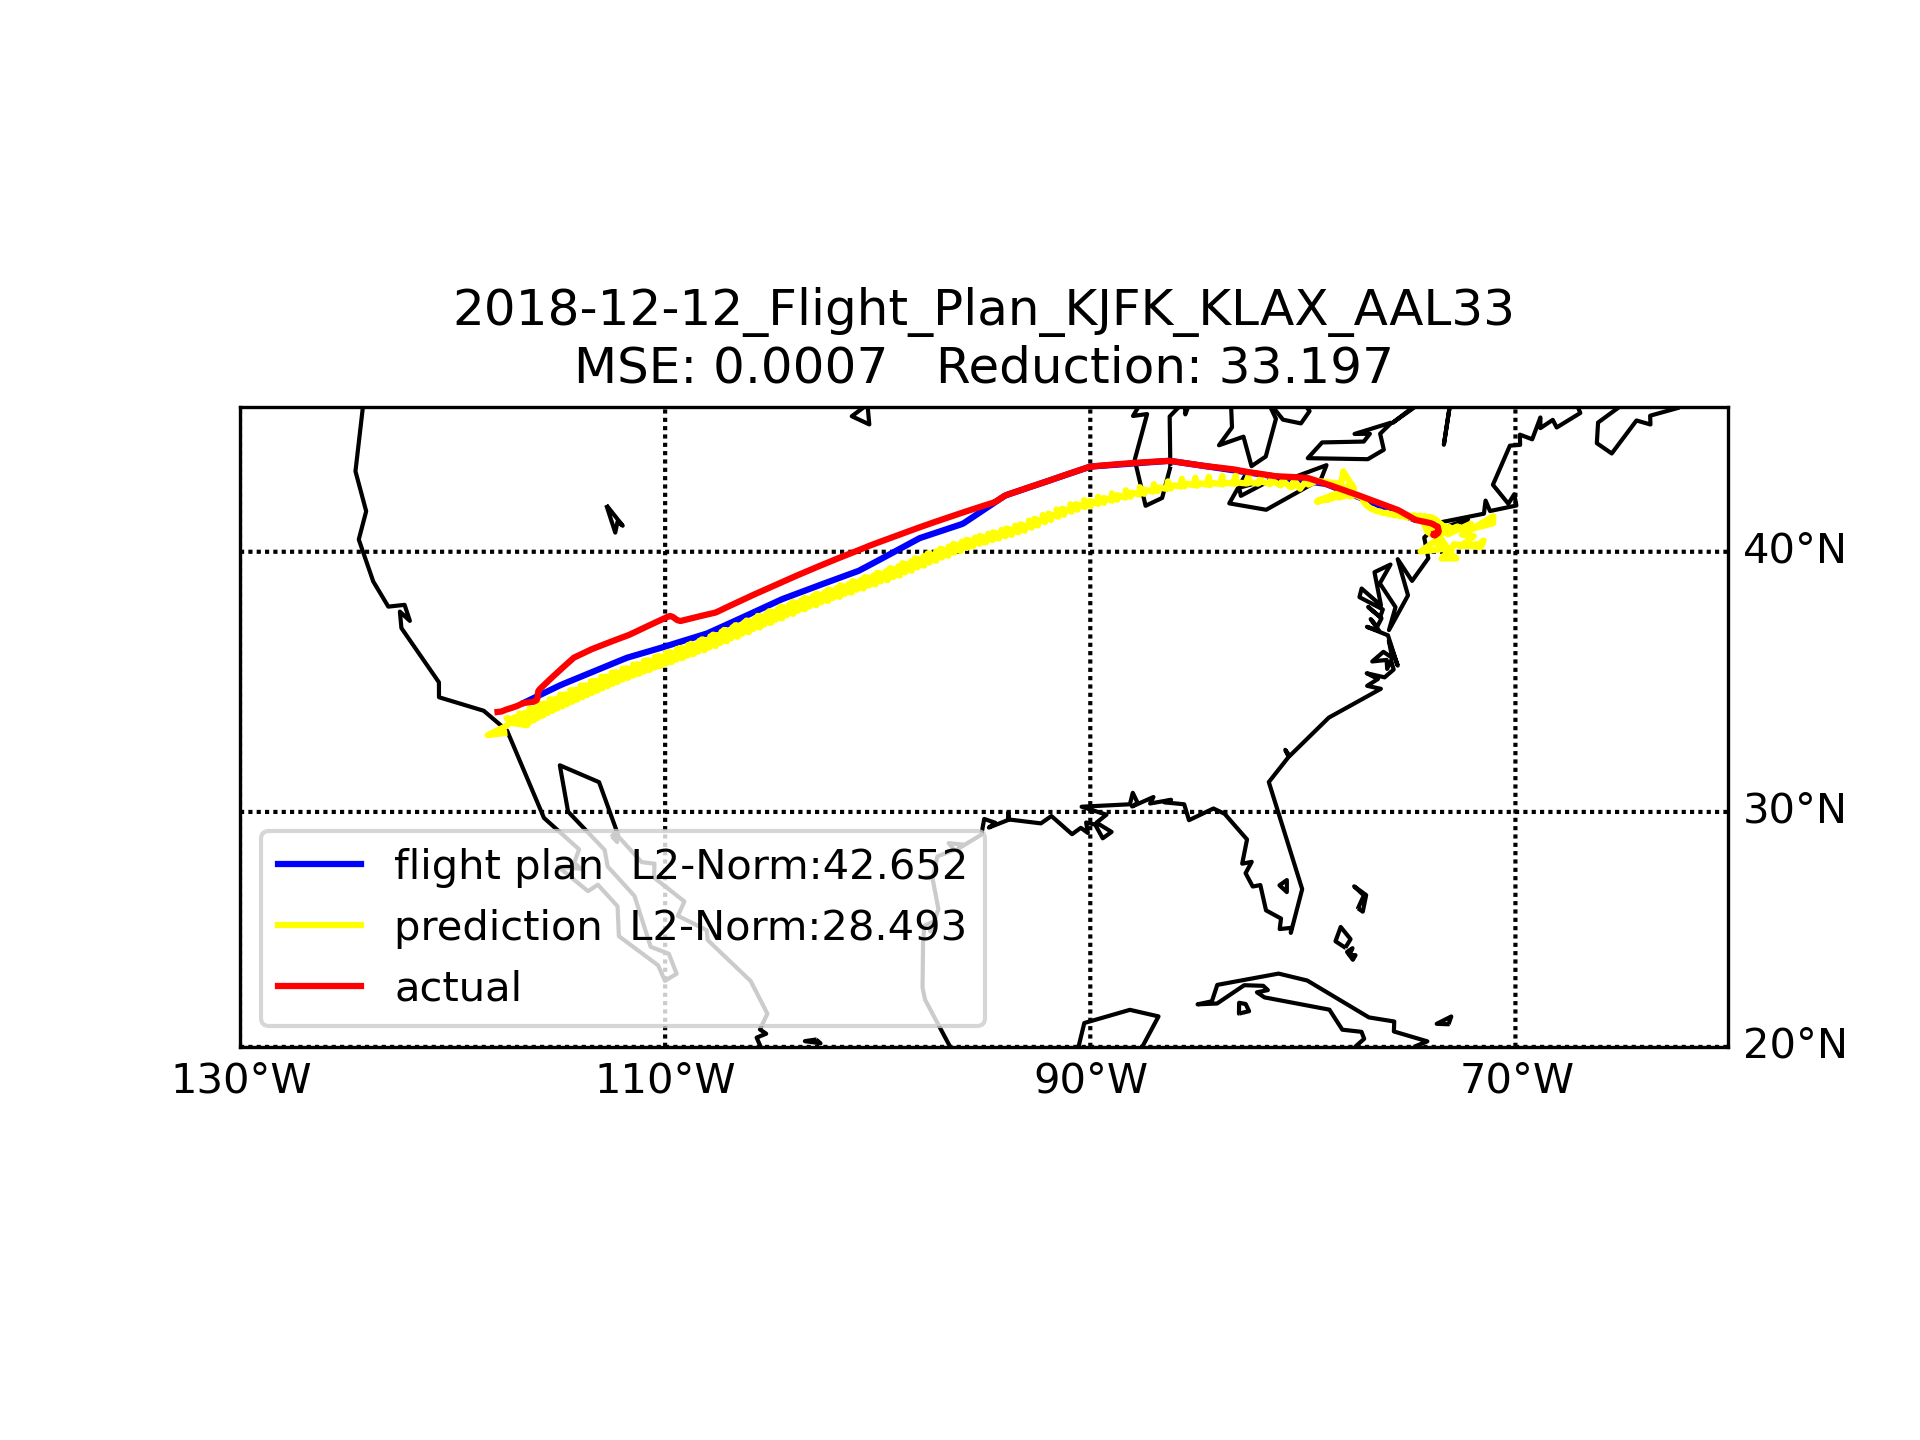 2018-12-12_Flight_Plan_KJFK_KLAX_AAL33
MSE: 0.0007 Reduction: 33.197
40°N
30°N
20°N
flight plan L2-Norm:42.652
prediction L2-Norm:28.493
actual
130°W 110°W 90°W 70°W